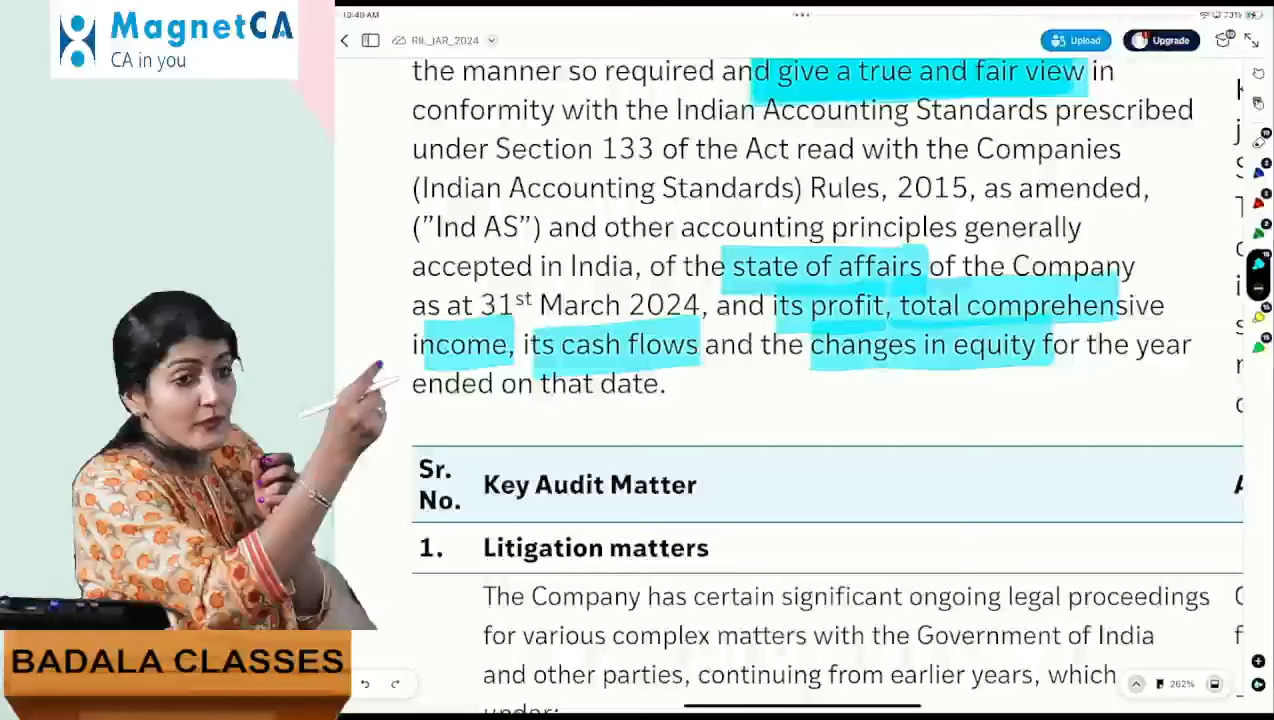 MagnetCA
CA in you
10:48 AM
73%
RIL_IAR_2024
Upload
Upgrade
the manner so required and give a true and fair view in
conformity with the Indian Accounting Standards prescribed
under Section 133 of the Act read with the Companies
(Indian Accounting Standards) Rules, 2015, as amended,
(”Ind AS”) and other accounting principles generally
accepted in India, of the state of affairs of the Company
as at 31st March 2024, and its profit, total comprehensive
income, its cash flows and the changes in equity for the year
ended on that date.
Sr.
No.
Key Audit Matter
1.
Litigation matters
The Company has certain significant ongoing legal proceedings
for various complex matters with the Government of India
and other parties, continuing from earlier years, which
under:
262%
BADALA CLASSES